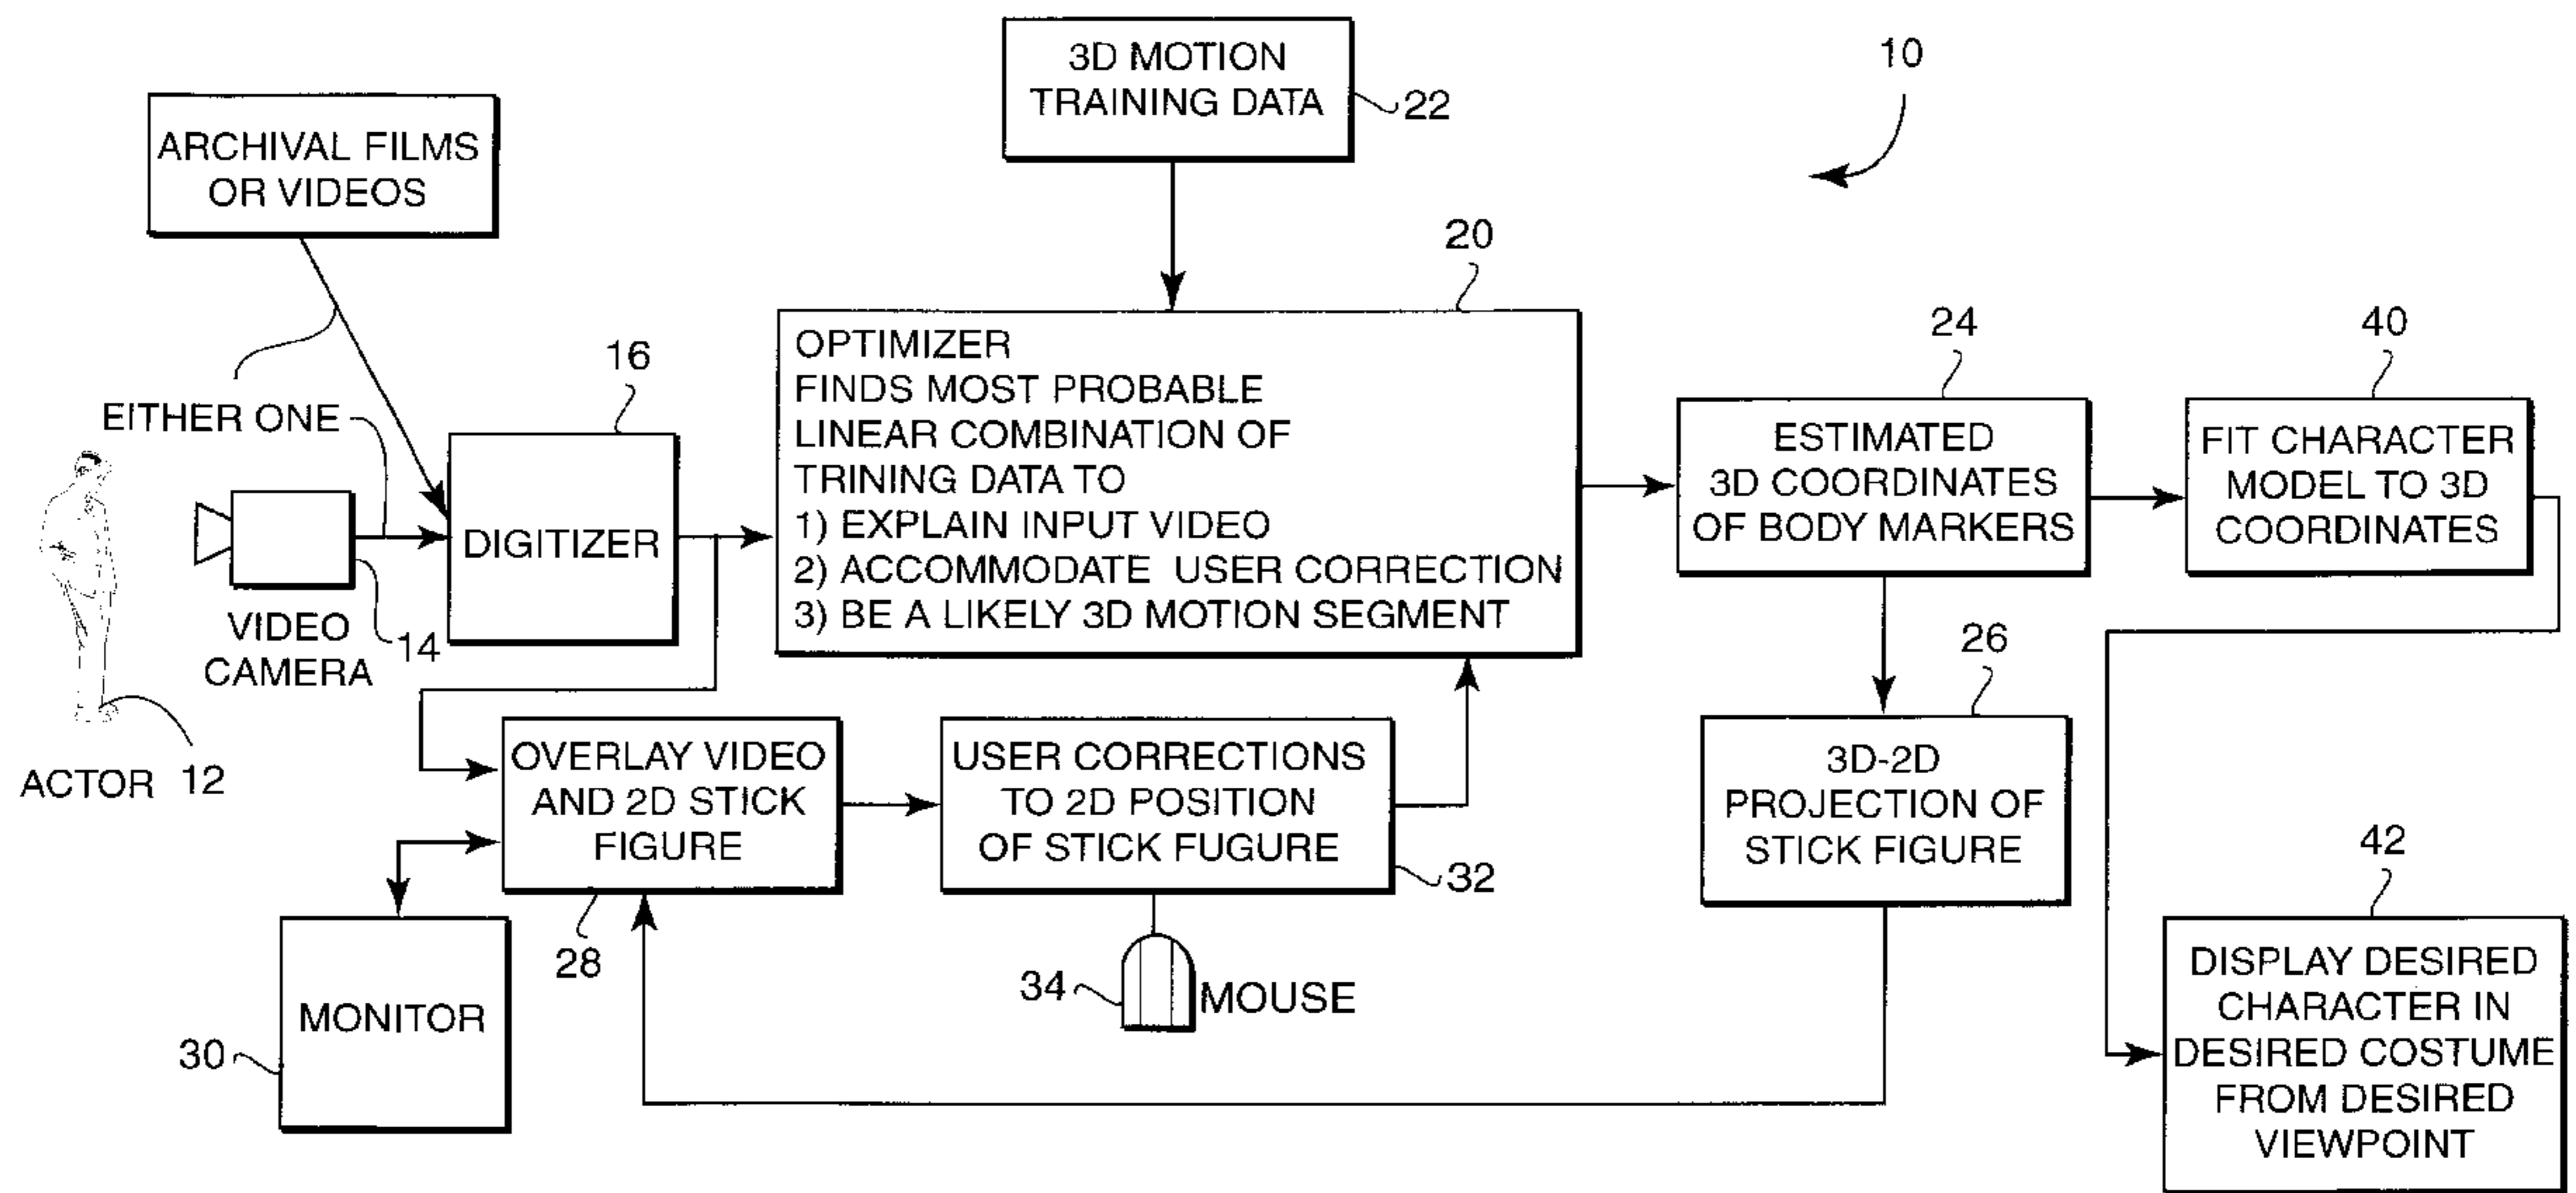 3D MOTION
TRAINING DATA
22
10
ARCHIVAL FILMS
OR VIDEOS
EITHER ONE
16
DIGITIZER
VIDEO
CAMERA
14
ACTOR 12
20
OPTIMIZER
FINDS MOST PROBABLE
LINEAR COMBINATION OF
TRINING DATA TO
1) EXPLAIN INPUT VIDEO
2) ACCOMMODATE USER CORRECTION
3) BE A LIKELY 3D MOTION SEGMENT
24
ESTIMATED
3D COORDINATES
OF BODY MARKERS
40
FIT CHARACTER
MODEL TO 3D
COORDINATES
26
3D-2D
PROJECTION OF
STICK FIGURE
OVERLAY VIDEO
AND 2D STICK
FIGURE
28
USER CORRECTIONS
TO 2D POSITION
OF STICK FUGURE
32
34
MOUSE
MONITOR
30
42
DISPLAY DESIRED
CHARACTER IN
DESIRED COSTUME
FROM DESIRED
VIEWPOINT